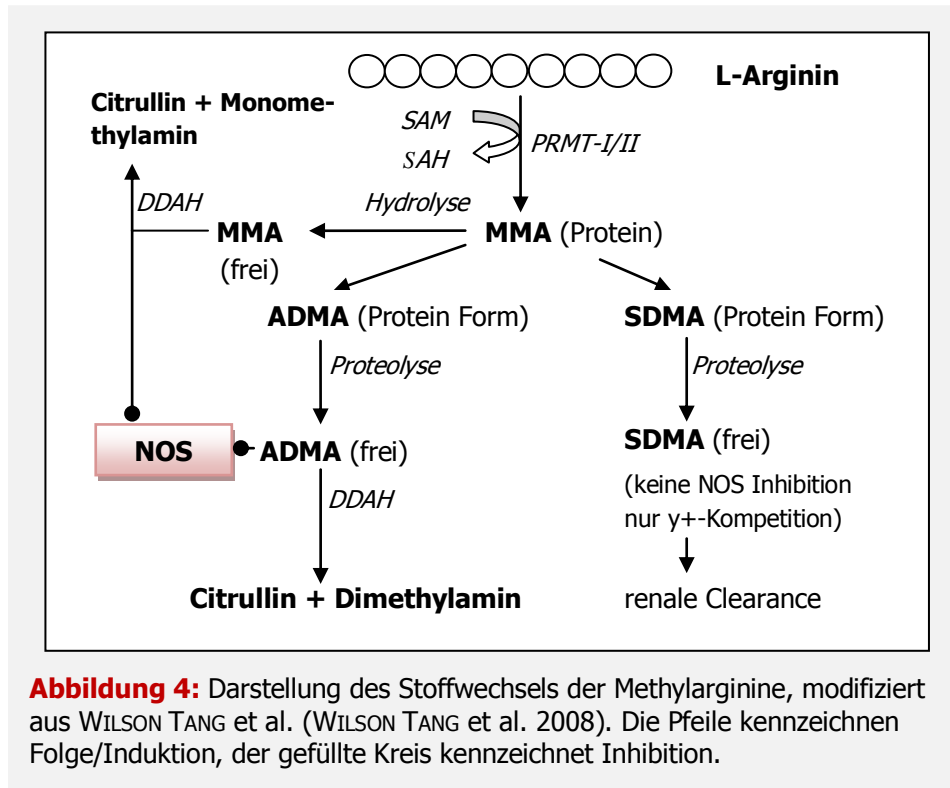 L-Arginin
Citrullin + Monome-
thylamin
SAM
SAH
PRMT-I/II
DDAH
Hydrolyse
MMA
(frei)
MMA (Protein)
ADMA (Protein Form)
SDMA (Protein Form)
Proteolyse
Proteolyse
NOS
ADMA (frei)
SDMA (frei)
(keine NOS Inhibition
nur y+-Kompetition)
DDAH
Citrullin + Dimethylamin
renale Clearance
Abbildung 4: Darstellung des Stoffwechsels der Methylarginine, modifiziert
aus WILSON TANG et al. (WILSON TANG et al. 2008). Die Pfeile kennzeichnen
Folge/Induktion, der gefüllte Kreis kennzeichnet Inhibition.